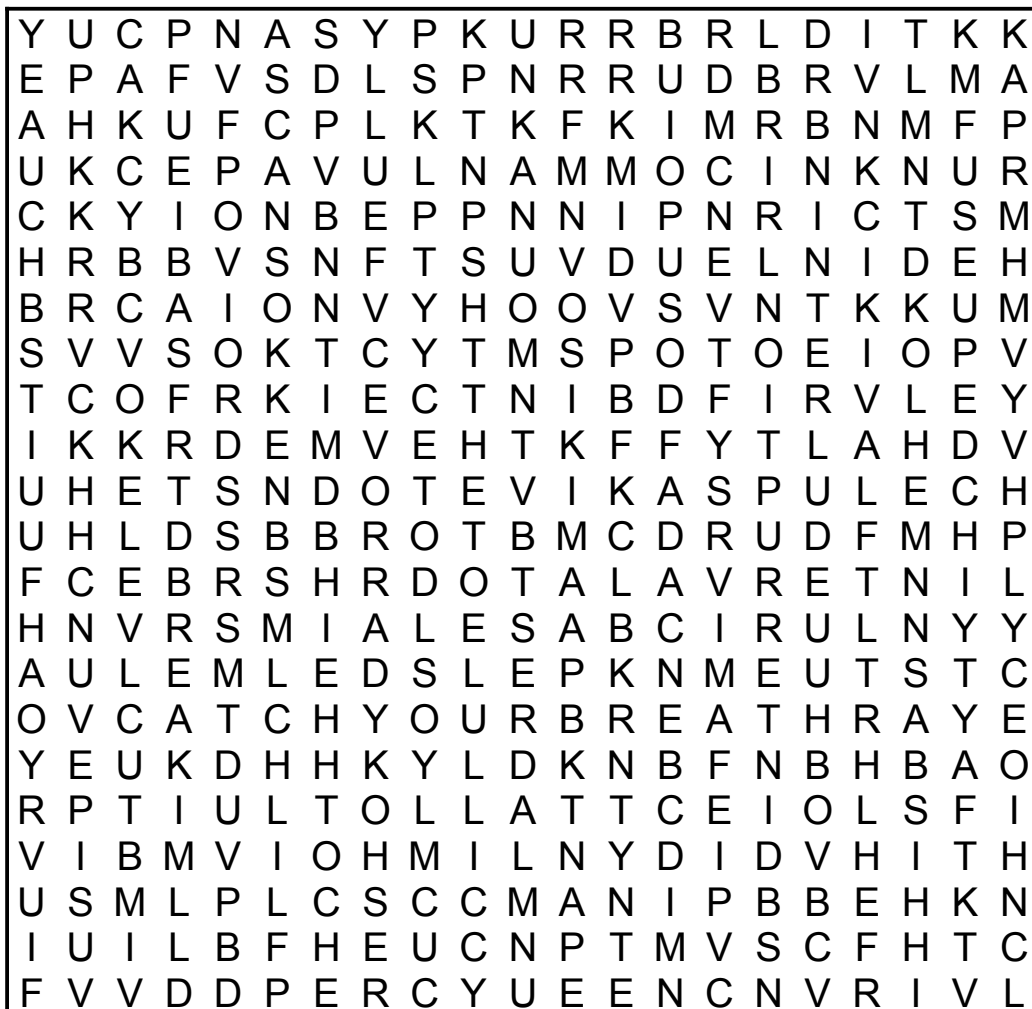 Y U C P N A S Y P K U R R B R L D I T K K
E P A F V S D L S P N R R U D B R V L M A
A H K U F C P L K T K F K I M R B N M F P
U K C E P A V U L N A M M O C I N K N U R
C K Y I O N B E P P N N I P N R I C T S M
H R B B V S N F T S U V D U E L N I D E H
B R C A I O N V Y H O O V S V N T K K U M
S V V S O K T C Y T M S P O T O E I O P V
T C O F R K I E C T N I B D F I R V L E Y
I K K R D E M V E H T K F F Y T L A H D V
U H E T S N D O T E V I K A S P U L E C H
U H L D S B B R O T B M C D R U D F M H P
F C E B R S H R D O T A L A V R E T N I L
H N V R S M I A L E S A B C I R U L N Y Y
A U L E M L E D S L E P K N M E U T S T C
O V C A T C H Y O U R B R E A T H R A Y E
Y E U K D H H K Y L D K N B F N B H B A O
R P T I U L T O L L A T T C E I O L S F I
V I B M V I O H M I L N Y D I D V H I T H
U S M L P L C S C C M A N I P B B E H K N
I U I L B F H E U C N P T M V S C F H T C
F V V D D P E R C Y U E E N C N V R I V L